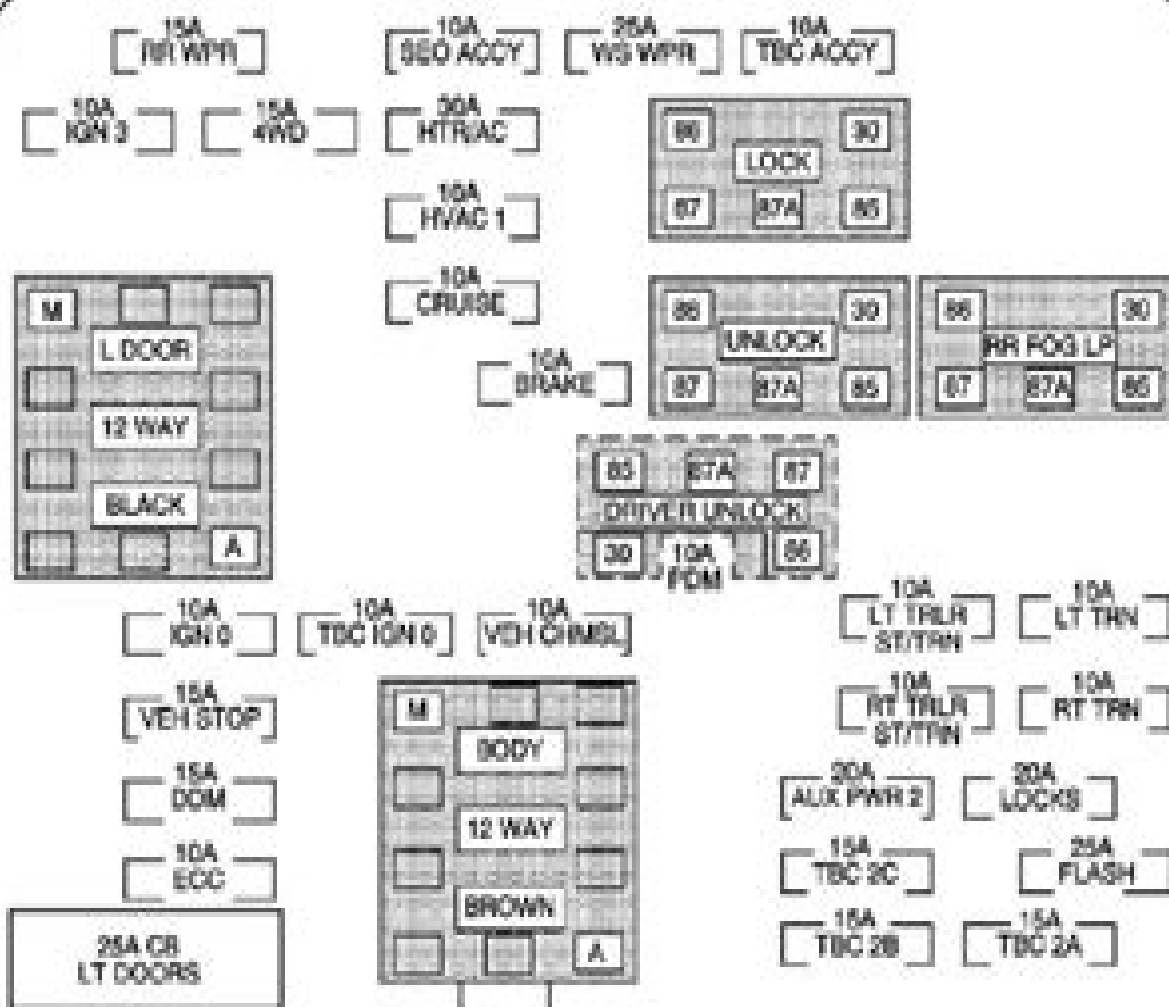 15A
RR WPR
10A
SEO ACCY
25A
WS WPR
10A
TBC ACCY
10A
IGN 3
15A
4WD
30A
HTR/AC
86
30
LOCK
87
87A
85
10A
HVAC 1
10A
CRUISE
M
L DOOR
12 WAY
BLACK
A
86
30
UNLOCK
87
87A
85
86
30
RR FOG LP
87
87A
85
10A
BRAKE
85
87A
87
DRIVER UNLOCK
30
10A
PDM
86
10A
IGN 0
10A
TBC IGN 0
10A
VEH CHMSL
10A
LT TRLR
ST/TRN
10A
LT TRN
15A
VEH STOP
M
BODY
12 WAY
BROWN
A
10A
RT TRLR
ST/TRN
10A
RT TRN
15A
DDM
20A
AUX PWR 2
20A
LOCKS
10A
ECC
15A
TBC 2C
25A
FLASH
25A CB
LT DOORS
15A
TBC 2B
15A
TBC 2A